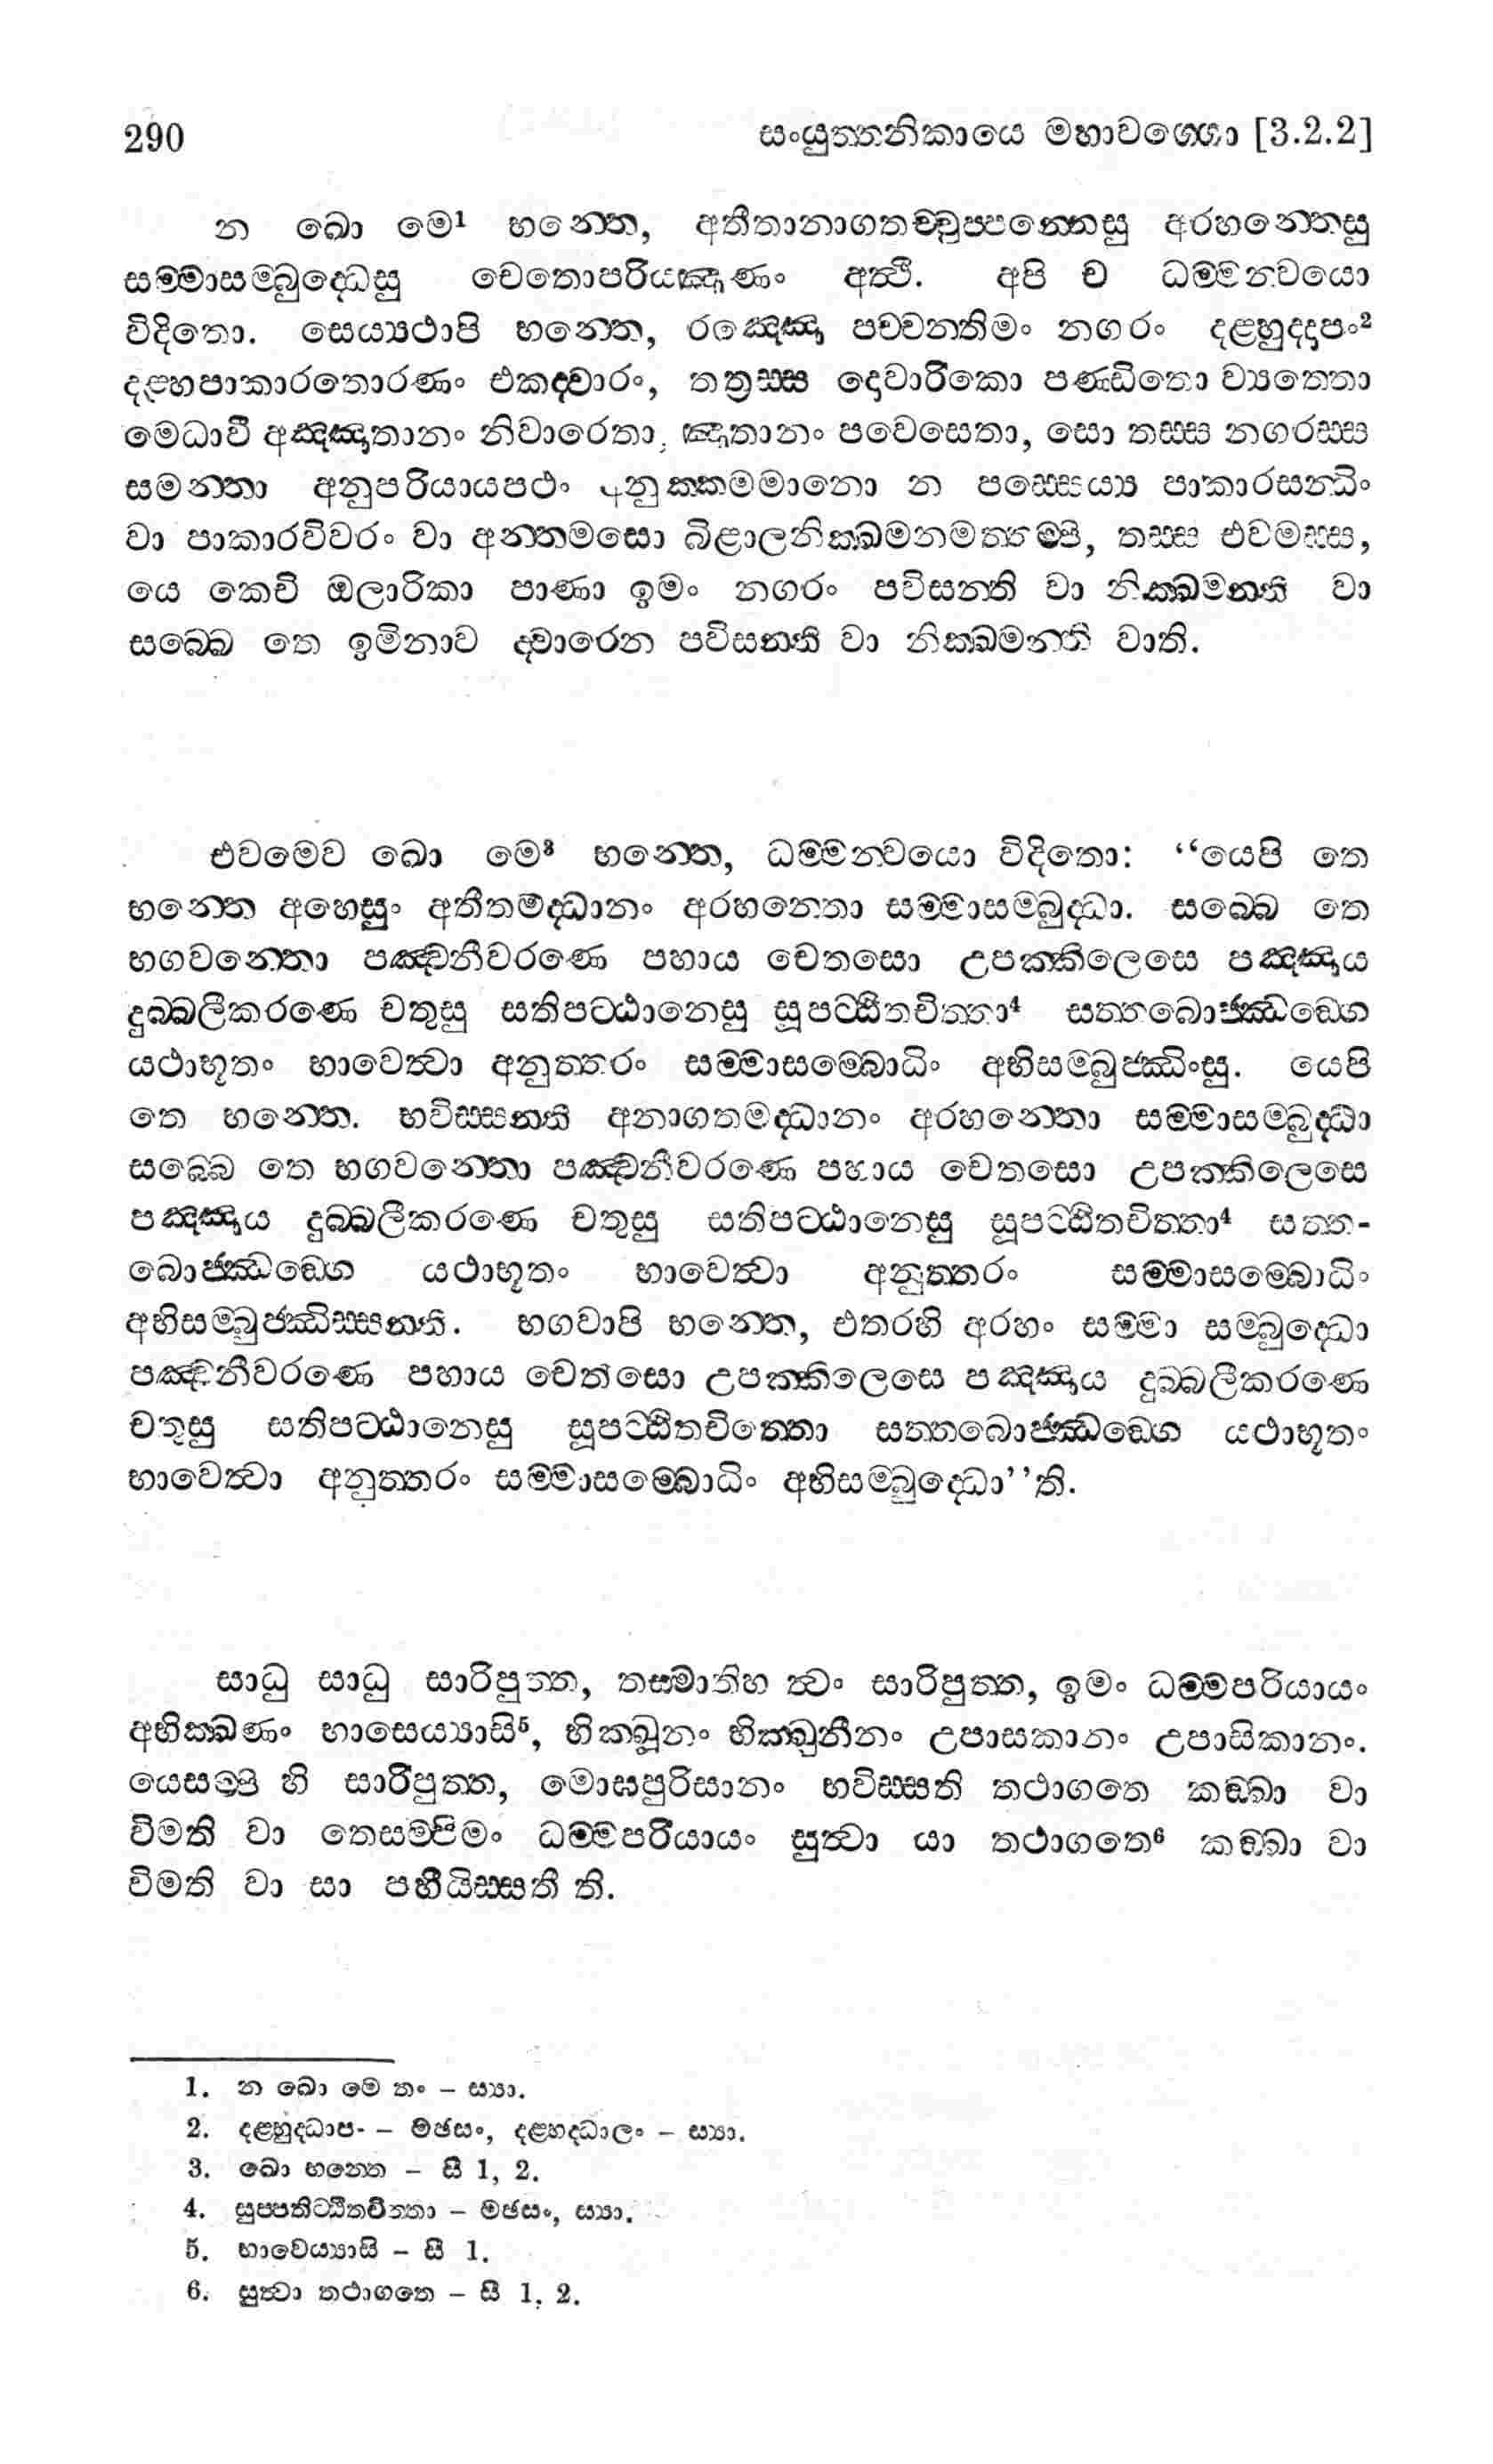 290 සංයුත්තනිකායෙ මහාවග්ගො [3.2.2]
න ඛො මෙ¹ භන්තෙ, අතීතානාගතච්චුප්පන්නෙසු අරහන්තෙසු
සම්මාසම්බුද්ධෙසු චෙතොපරියඤාණං අත්ථි. අපි ච ධම්මන්වයො
විදිතො. සෙය්‍යථාපි භන්තෙ, රඤ්ඤො පච්චන්තිමං නගරං දළ්හුද්දාපං²
දළ්හපාකාරතොරණං එකද්වාරං, තත්‍රස්ස දොවාරිකො පණ්ඩිතො ව්‍යත්තො
මෙධාවී අඤ්ඤාතානං නිවාරෙතා, ඤාතානං පවෙසෙතා, සො තස්ස නගරස්ස
සමන්තා අනුපරියායපථං අනුක්කමමානො න පස්සෙය්‍ය පාකාරසන්ධිං
වා පාකාරවිවරං වා අන්තමසො බිළාලනික්ඛමනමත්තම්පි, තස්ස එවමස්ස,
යෙ කෙචි ඔලාරිකා පාණා ඉමං නගරං පවිසන්ති වා නික්ඛමන්ති වා
සබ්බෙ තෙ ඉමිනාව ද්වාරෙන පවිසන්ති වා නික්ඛමන්ති වාති.
එවමෙව ඛො මෙ³ භන්තෙ, ධම්මන්වයො විදිතො: “යෙපි තෙ
භන්තෙ අහෙසුං අතීතමද්ධානං අරහන්තො සම්මාසම්බුද්ධා. සබ්බෙ තෙ
භගවන්තො පඤ්චනීවරණෙ පහාය චෙතසො උපක්කිලෙසෙ පඤ්ඤාය
දුබ්බලීකරණෙ චතුසු සතිපට්ඨානෙසු සූපට්ඨිතචිත්තා⁴ සත්තබොජ්ඣඞ්ගෙ
යථාභූතං භාවෙත්වා අනුත්තරං සම්මාසම්බොධිං අභිසම්බුජ්ඣිංසු. යෙපි
තෙ භන්තෙ. භවිස්සන්ති අනාගතමද්ධානං අරහන්තො සම්මාසම්බුද්ධා
සබ්බෙ තෙ භගවන්තො පඤ්චනීවරණෙ පහාය චෙතසො උපක්කිලෙසෙ
පඤ්ඤාය දුබ්බලීකරණෙ චතුසු සතිපට්ඨානෙසු සූපට්ඨිතචිත්තා⁴ සත්ත-
බොජ්ඣඞ්ගෙ යථාභූතං භාවෙත්වා අනුත්තරං සම්මාසම්බොධිං
අභිසම්බුජ්ඣිස්සන්ති. භගවාපි භන්තෙ, එතරහි අරහං සම්මා සම්බුද්ධො
පඤ්චනීවරණෙ පහාය චෙතසො උපක්කිලෙසෙ පඤ්ඤාය දුබ්බලීකරණෙ
චතුසු සතිපට්ඨානෙසු සූපට්ඨිතචිත්තො සත්තබොජ්ඣඞ්ගෙ යථාභූතං
භාවෙත්වා අනුත්තරං සම්මාසම්බොධිං අභිසම්බුද්ධො”ති.
සාධු සාධු සාරිපුත්ත, තස්මාතිහ ත්වං සාරිපුත්ත, ඉමං ධම්මපරියායං
අභික්ඛණං භාසෙය්‍යාසි⁵, භික්ඛූනං භික්ඛුනීනං උපාසකානං උපාසිකානං.
යෙසම්පි හි සාරිපුත්ත, මොඝපුරිසානං භවිස්සති තථාගතෙ කඞ්ඛා වා
විමති වා තෙසම්පිමං ධම්මපරියායං සුත්වා යා තථාගතෙ⁶ කඞ්ඛා වා
විමති වා සා පහීයිස්සතී ති.
1. න ඛො මෙ තං – ස්‍යා.
2. දළ්හුද්ධාප- – මඡසං, දළ්හද්ධාලං – ස්‍යා.
3. ඛො භන්තෙ – සී 1, 2.
4. සුප්පතිට්ඨිතචිත්තා – මඡසං, ස්‍යා.
5. භාවෙය්‍යාසි – සී 1.
6. සුත්වා තථාගතෙ – සී 1, 2.